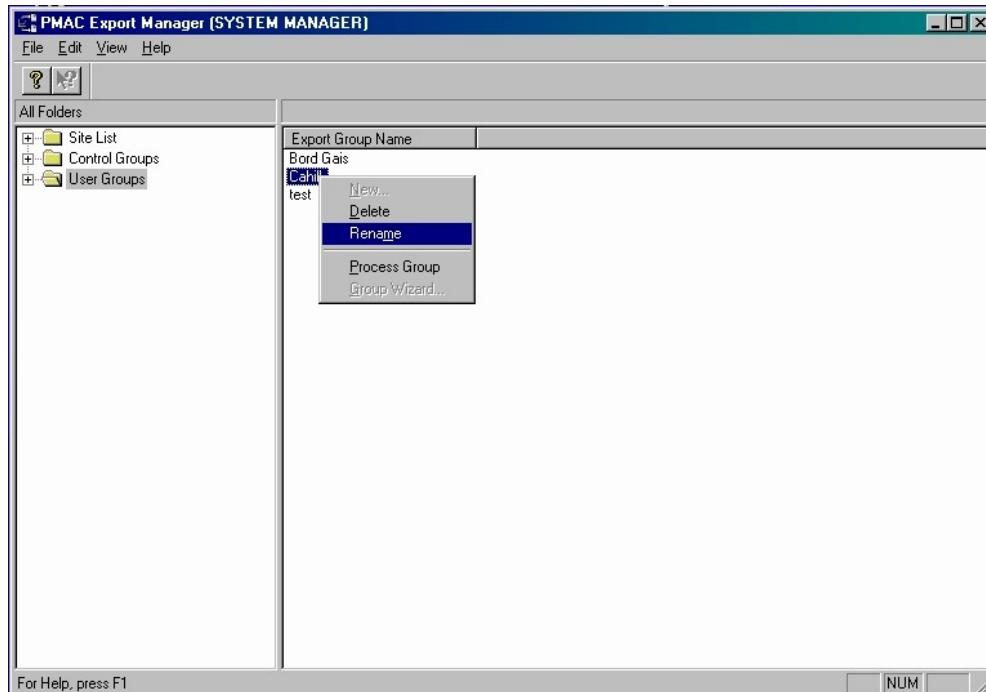 PMAC Export Manager (SYSTEM MANAGER)
File Edit View Help
All Folders
Export Group Name
Site List
Control Groups
User Groups
Bord Gais
test
New...
Delete
Rename
Process Group
Group Wizard...
For Help, press F1
NUM